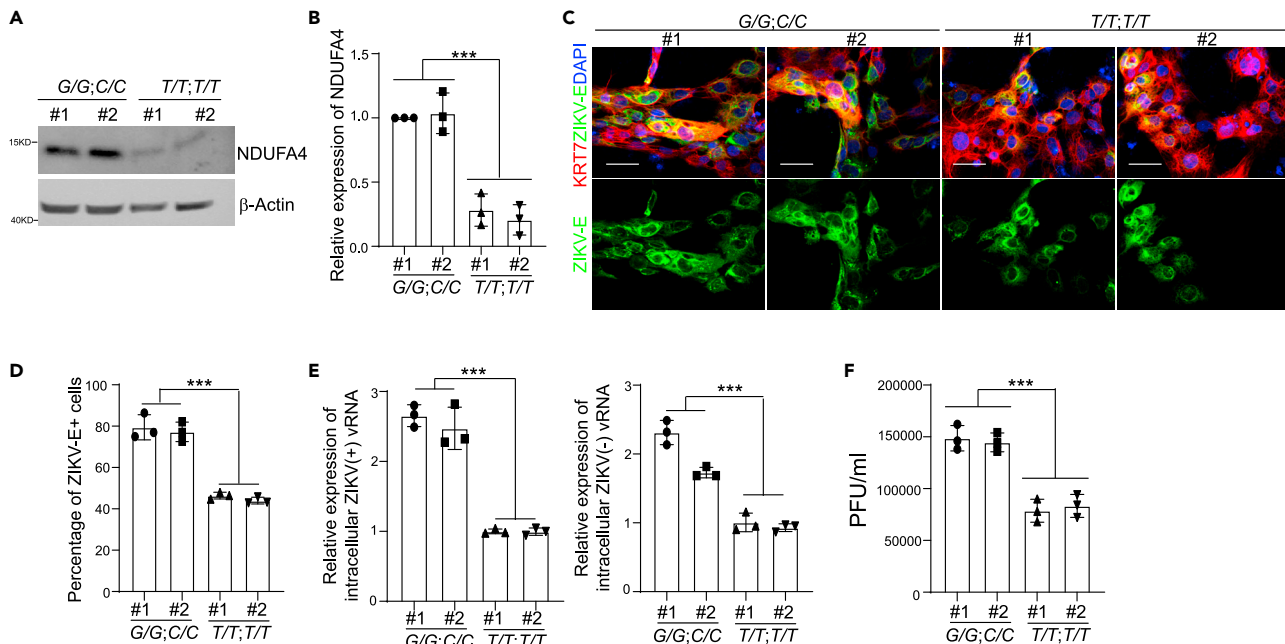 A
G/G;C/C T/T;T/T
#1 #2 #1 #2
15KD
NDUFA4
40KD
β-Actin
B
Relative expression of NDUFA4
1.5
1.0
0.5
0.0
***
#1 #2 #1 #2
G/G;C/C T/T;T/T
C
G/G;C/C T/T;T/T
#1 #2 #1 #2
KRT7ZIKV-EDAPI
ZIKV-E
D
Percentage of ZIKV-E+ cells
100
80
60
40
20
0
***
#1 #2 #1 #2
G/G;C/C T/T;T/T
E
Relative expression of
intracellular ZIKV(+) vRNA
3
2
1
0
***
#1 #2 #1 #2
G/G;C/C T/T;T/T
Relative expression of
intracellular ZIKV(-) vRNA
3
2
1
0
***
#1 #2 #1 #2
G/G;C/C T/T;T/T
F
PFU/ml
200000
150000
100000
50000
0
***
#1 #2 #1 #2
G/G;C/C T/T;T/T